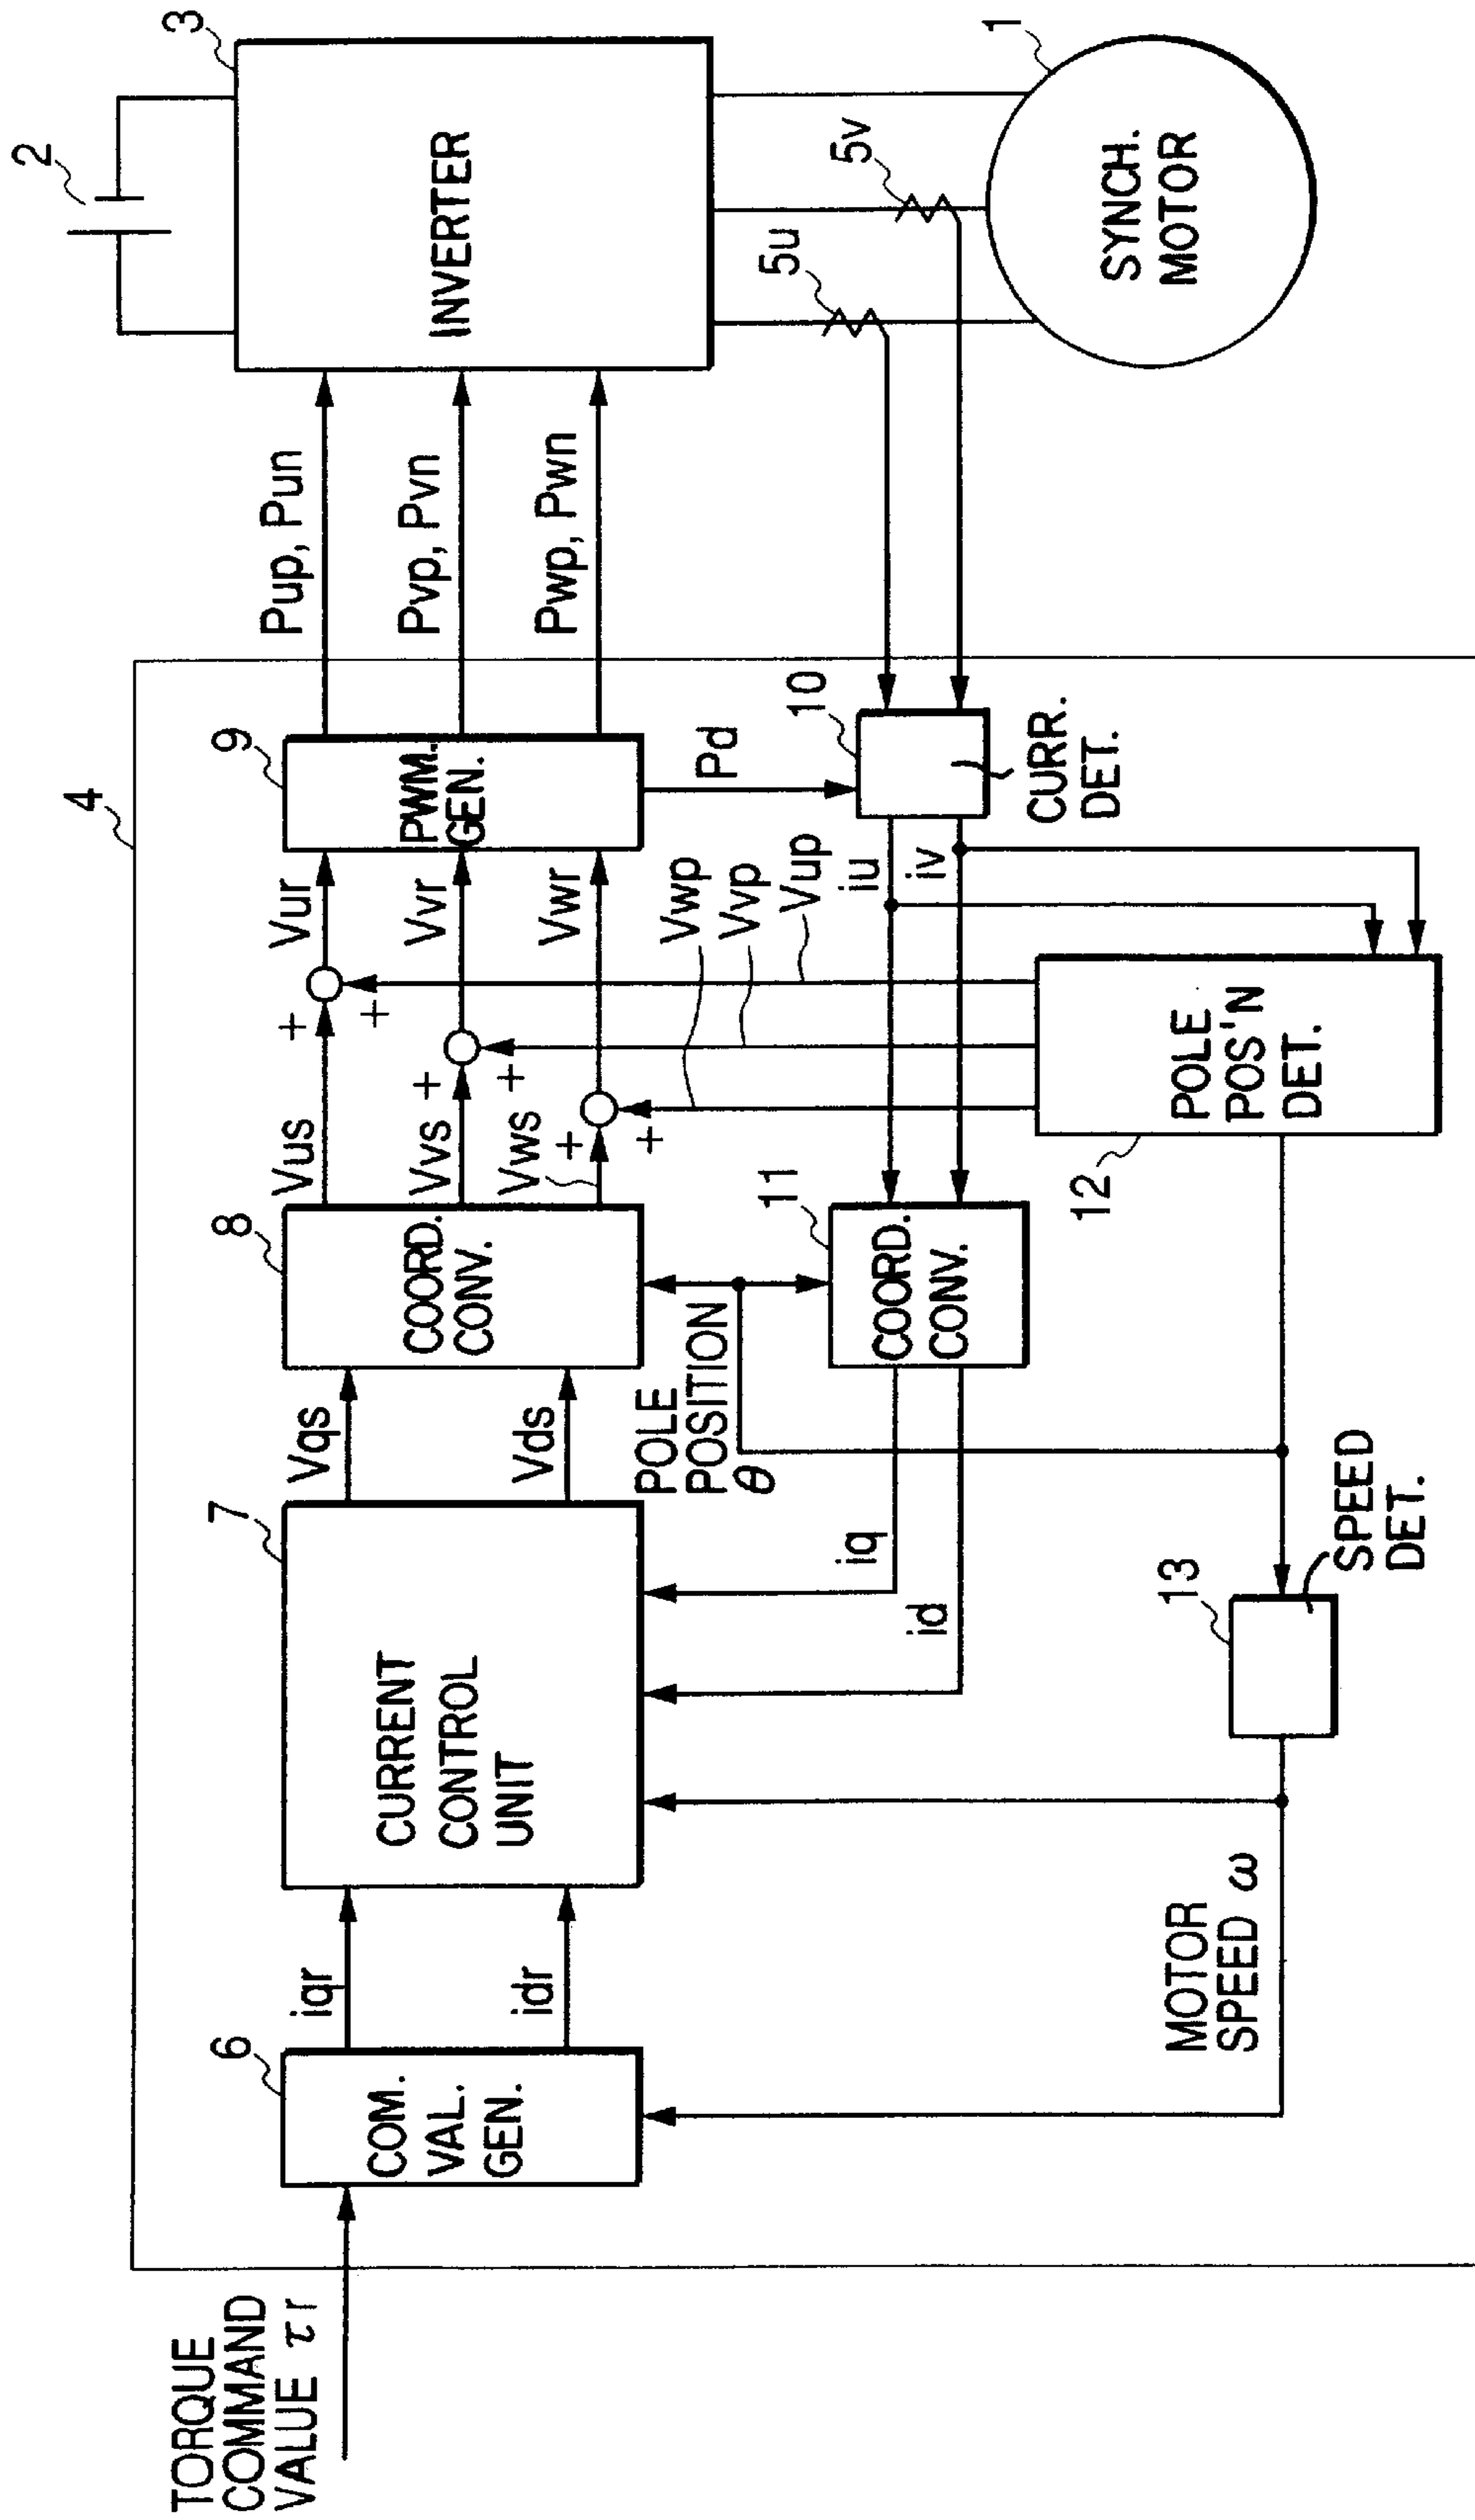 TORQUE
COMMAND
VALUE τr
4
6
COM.
VAL.
GEN.
iqr
idr
7
CURRENT
CONTROL
UNIT
Vqs
Vds
8
COORD.
CONV.
Vus
Vvs
Vws
+
+
+
+
+
+
Vur
Vvr
Vwr
9
PWM.
GEN.
Pup, Pun
Pvp, Pvn
Pwp, Pwn
2
3
INVERTER
POLE
POSITION
θ
Vwp
Vvp
Vup
Pd
5u
5v
iq
id
11
COORD.
CONV.
iu
iv
10
CURR.
DET.
1
SYNCH.
MOTOR
MOTOR
SPEED ω
13
SPEED
DET.
12
POLE
POS'N
DET.